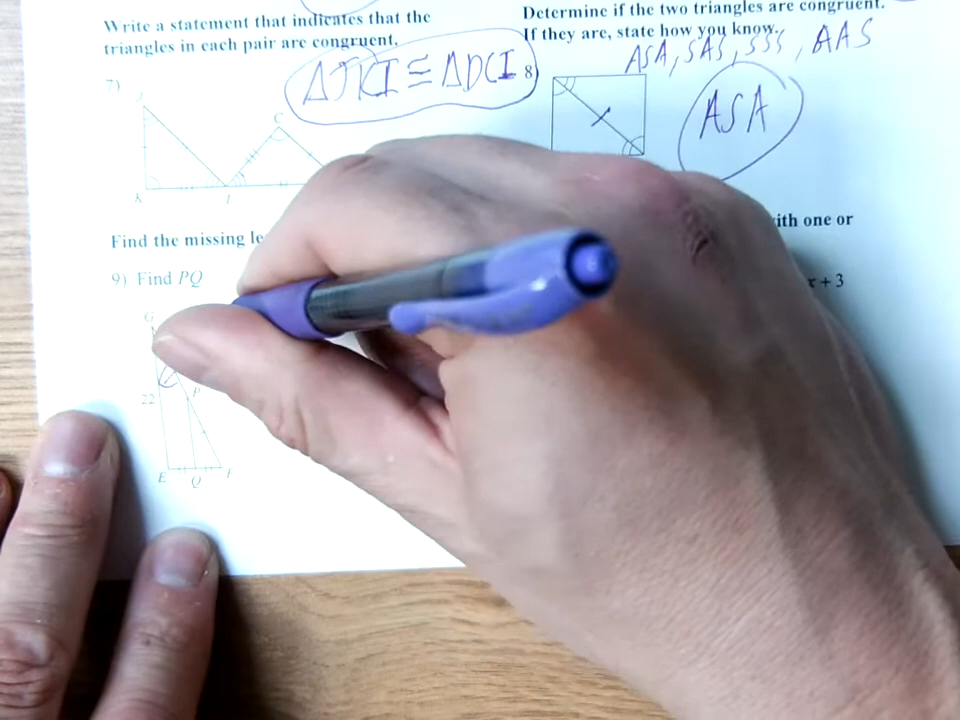 Write a statement that indicates that the
triangles in each pair are congruent.
Determine if the two triangles are congruent.
If they are, state how you know.
ASA, SAS, SSS, AAS
7)
ΔJKI ≅ ΔDCI
8)
ASA
J
C
K
I
Find the missing
ith one or
9) Find PQ
x + 3
G
22
P
E
Q
F